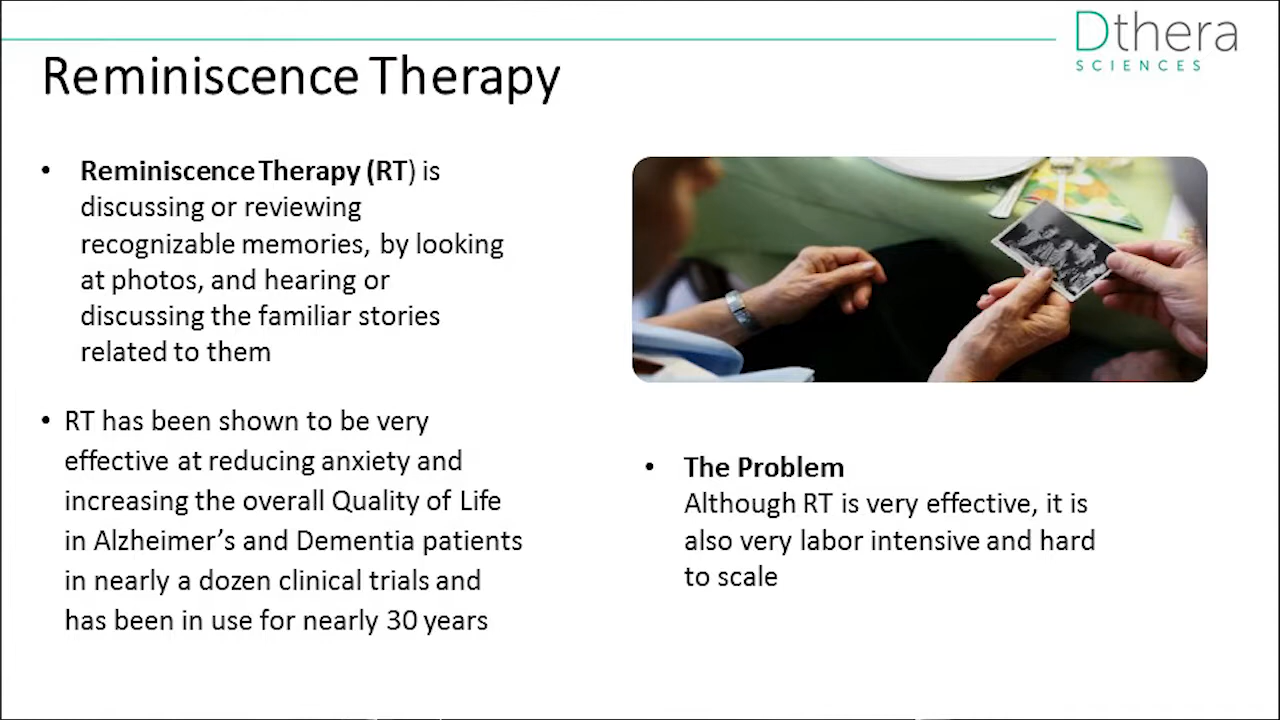 Dthera
SCIENCES
Reminiscence Therapy
• Reminiscence Therapy (RT) is
discussing or reviewing
recognizable memories, by looking
at photos, and hearing or
discussing the familiar stories
related to them
• RT has been shown to be very
effective at reducing anxiety and
increasing the overall Quality of Life
in Alzheimer’s and Dementia patients
in nearly a dozen clinical trials and
has been in use for nearly 30 years
• The Problem
Although RT is very effective, it is
also very labor intensive and hard
to scale